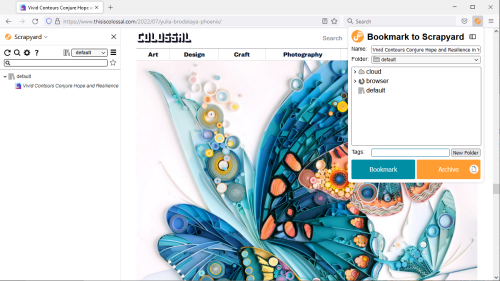 Vivid Contours Conjure Hope and
https://www.thisiscolossal.com/2022/07/yulia-brodskaya-phoenix/
Search
Scrapyard
default
default
Vivid Contours Conjure Hope and Resilience
COLOSSAL
Search
Art
Design
Craft
Photography
Bookmark to Scrapyard
Name:
Vivid Contours Conjure Hope and Resilience in Y
Folder:
default
cloud
browser
default
Tags:
New Folder
Bookmark
Archive